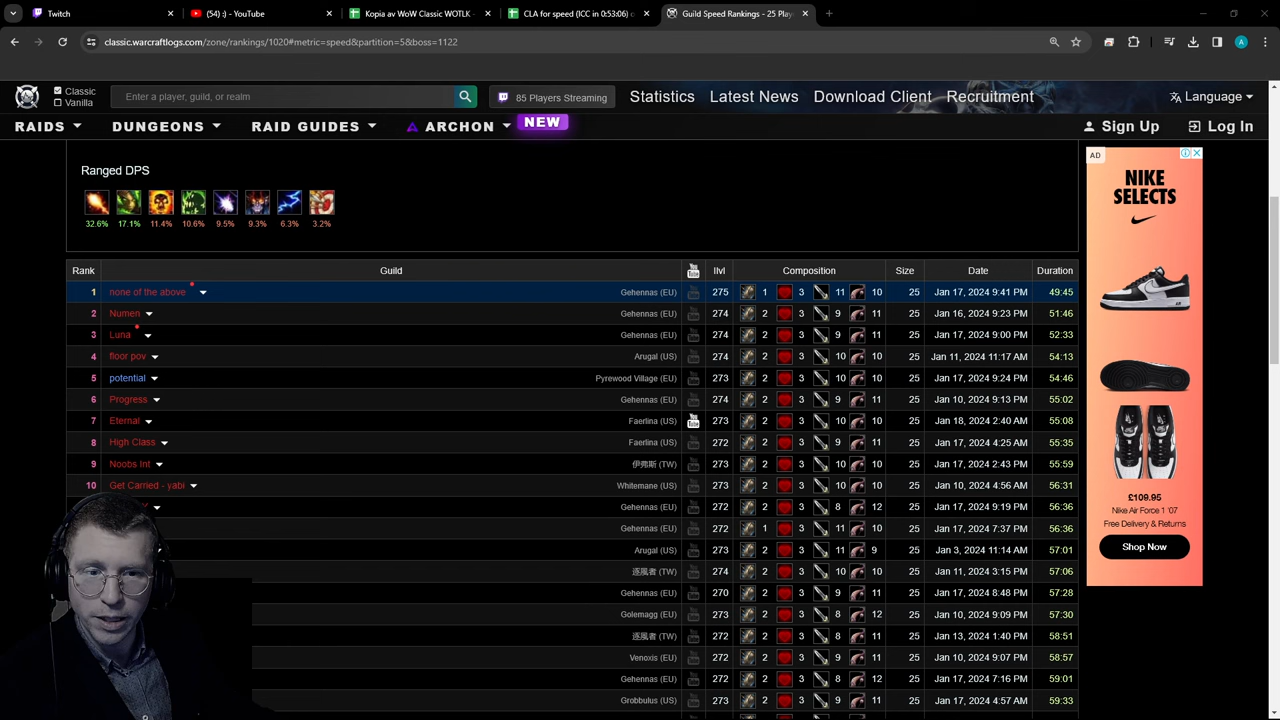 Twitch
(54) :) - YouTube
Kopia av WoW Classic WOTLK -
CLA for speed (ICC in 0:53:06)
Guild Speed Rankings - 25 Play
classic.warcraftlogs.com/zone/rankings/1020#metric=speed&partition=5&boss=1122
A
Classic
Vanilla
Enter a player, guild, or realm
85 Players Streaming
Statistics
Latest News
Download Client
Recruitment
Language
RAIDS
DUNGEONS
RAID GUIDES
ARCHON
NEW
Sign Up
Log In
Ranged DPS
32.6% 17.1% 11.4% 10.6% 9.5% 9.3% 6.3% 3.2%
Rank Guild Ilvl Composition Size Date Duration
1 none of the above Gehennas (EU) 275 1 3 11 10 25 Jan 17, 2024 9:41 PM 49:45
2 Numen Gehennas (EU) 274 2 3 9 11 25 Jan 16, 2024 9:23 PM 51:46
3 Luna Gehennas (EU) 274 2 3 9 11 25 Jan 17, 2024 9:00 PM 52:33
4 floor pov Arugal (US) 274 2 3 10 10 25 Jan 11, 2024 11:17 AM 54:13
5 potential Pyrewood Village (EU) 273 2 3 10 10 25 Jan 17, 2024 9:24 PM 54:46
6 Progress Gehennas (EU) 274 2 3 9 11 25 Jan 10, 2024 9:13 PM 55:02
7 Eternal Faerlina (US) 273 2 3 10 10 25 Jan 18, 2024 2:40 AM 55:08
8 High Class Faerlina (US) 272 2 3 9 11 25 Jan 17, 2024 4:25 AM 55:35
9 Noobs Int 伊弗斯 (TW) 273 2 3 10 10 25 Jan 17, 2024 2:43 PM 55:59
10 Get Carried - yabi Whitemane (US) 273 2 3 10 10 25 Jan 10, 2024 4:56 AM 56:31
Gehennas (EU) 272 2 3 8 12 25 Jan 17, 2024 9:19 PM 56:36
Gehennas (EU) 272 1 3 11 10 25 Jan 17, 2024 7:37 PM 56:36
Arugal (US) 273 2 3 11 9 25 Jan 3, 2024 11:14 AM 57:01
逐風者 (TW) 274 2 3 10 10 25 Jan 11, 2024 3:15 PM 57:06
Gehennas (EU) 270 2 3 9 11 25 Jan 17, 2024 8:48 PM 57:28
Golemagg (EU) 273 2 3 8 12 25 Jan 10, 2024 9:09 PM 57:30
逐風者 (TW) 272 2 3 8 11 25 Jan 13, 2024 1:40 PM 58:51
Venoxis (EU) 272 2 3 9 11 25 Jan 10, 2024 9:07 PM 58:57
Gehennas (EU) 272 2 3 8 12 25 Jan 17, 2024 7:16 PM 59:01
Grobbulus (US) 273 2 3 9 11 25 Jan 17, 2024 4:57 AM 59:33
AD
NIKE
SELECTS
£109.95
Nike Air Force 1 '07
Free Delivery & Returns
Shop Now